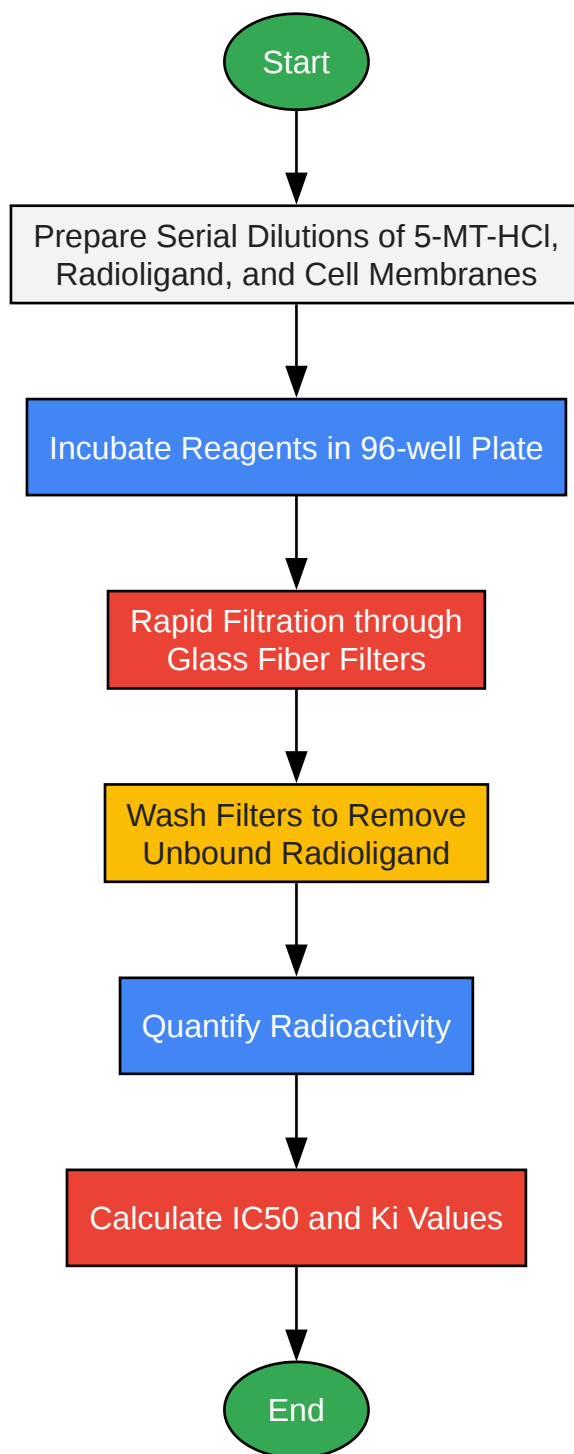 Start
Prepare Serial Dilutions of 5-MT-HCl,
Radioligand, and Cell Membranes
Incubate Reagents in 96-well Plate
Rapid Filtration through
Glass Fiber Filters
Wash Filters to Remove
Unbound Radioligand
Quantify Radioactivity
Calculate IC50 and Ki Values
End